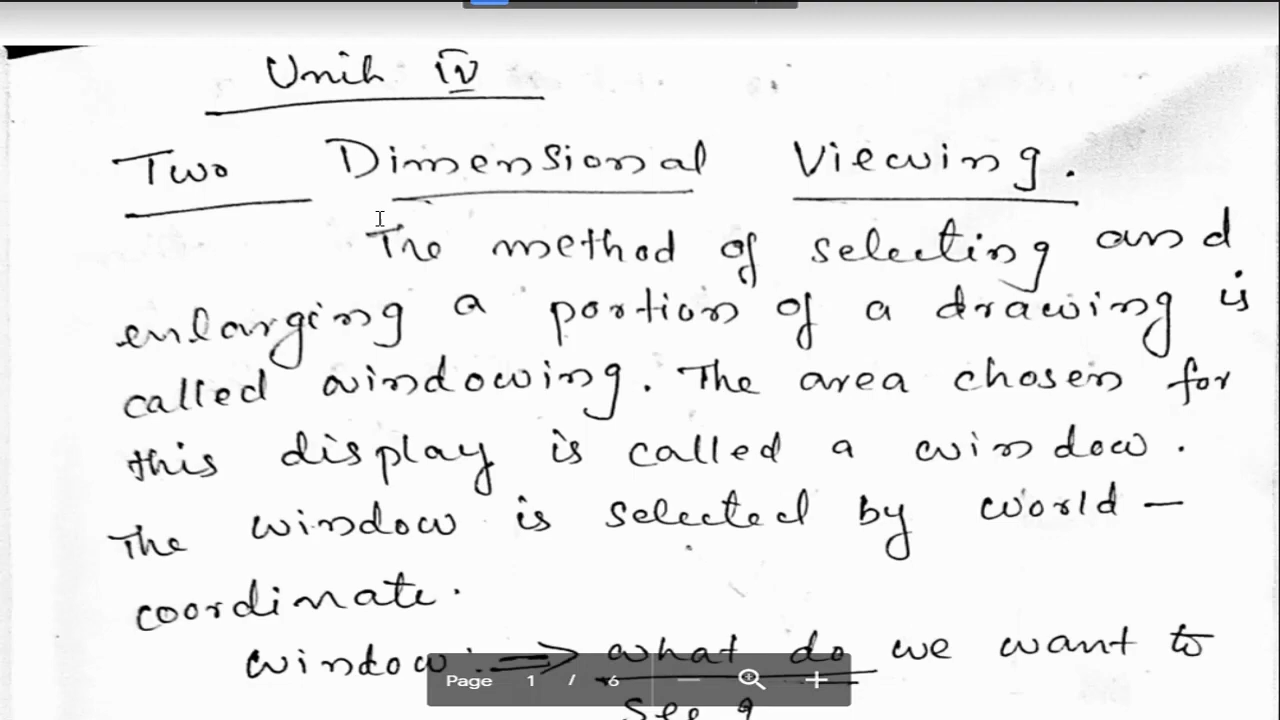 Unit IV
Two Dimensional Viewing.
The method of selecting and
enlarging a portion of a drawing is
called windowing. The area chosen for
this display is called a window.
The window is selected by world —
coordinate.
window : ⇒ what do we want to
see ?
Page 1 / 6